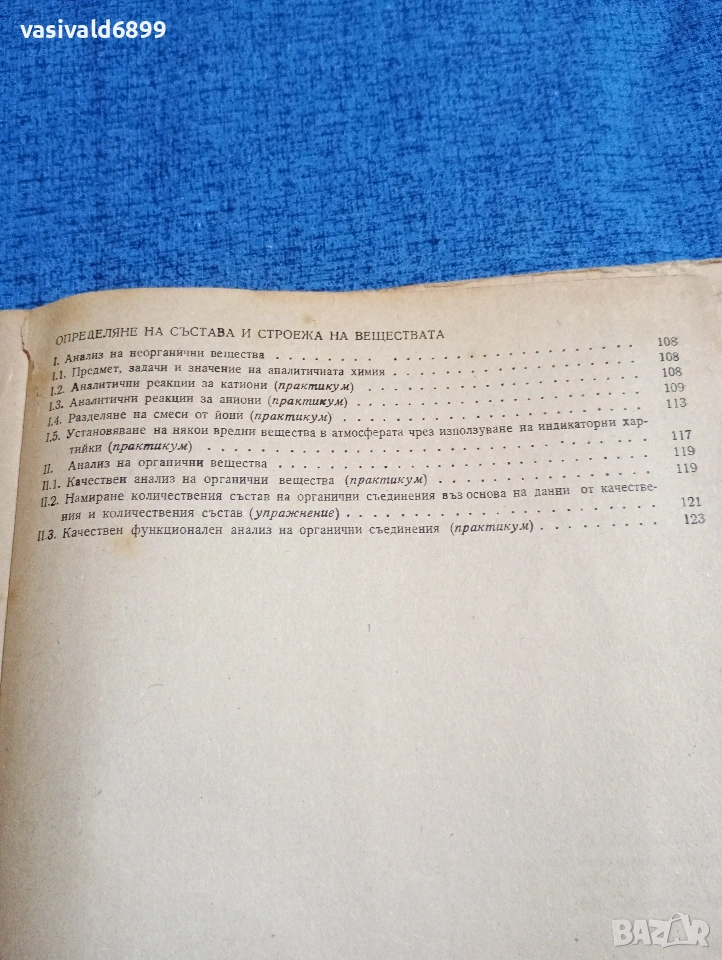 vasivald6899
ОПРЕДЕЛЯНЕ НА СЪСТАВА И СТРОЕЖА НА ВЕЩЕСТВАТА
I. Анализ на неорганични вещества . . . . . . . . . . . . . . . . . . . . 108
I.1. Предмет, задачи и значение на аналитичната химия . . . . . . . . . . . . . . 108
I.2. Аналитични реакции за катиони (практикум) . . . . . . . . . . . . . . . . 108
I.3. Аналитични реакции за аниони (практикум) . . . . . . . . . . . . . . . . 109
I.4. Разделяне на смеси от йони (практикум) . . . . . . . . . . . . . . . . . 113
I.5. Установяване на някои вредни вещества в атмосферата чрез използуване на индикаторни хар-
тийки (практикум) . . . . . . . . . . . . . . . . . . . . . . . . 117
II. Анализ на органични вещества . . . . . . . . . . . . . . . . . . . . 119
II.1. Качествен анализ на органични вещества (практикум) . . . . . . . . . . . . . 119
II.2. Намиране количествения състав на органични съединения въз основа на данни от качестве-
ния и количествения състав (упражнение) . . . . . . . . . . . . . . . . . 121
II.3. Качествен функционален анализ на органични съединения (практикум) . . . . . . . . 123
BAZAR